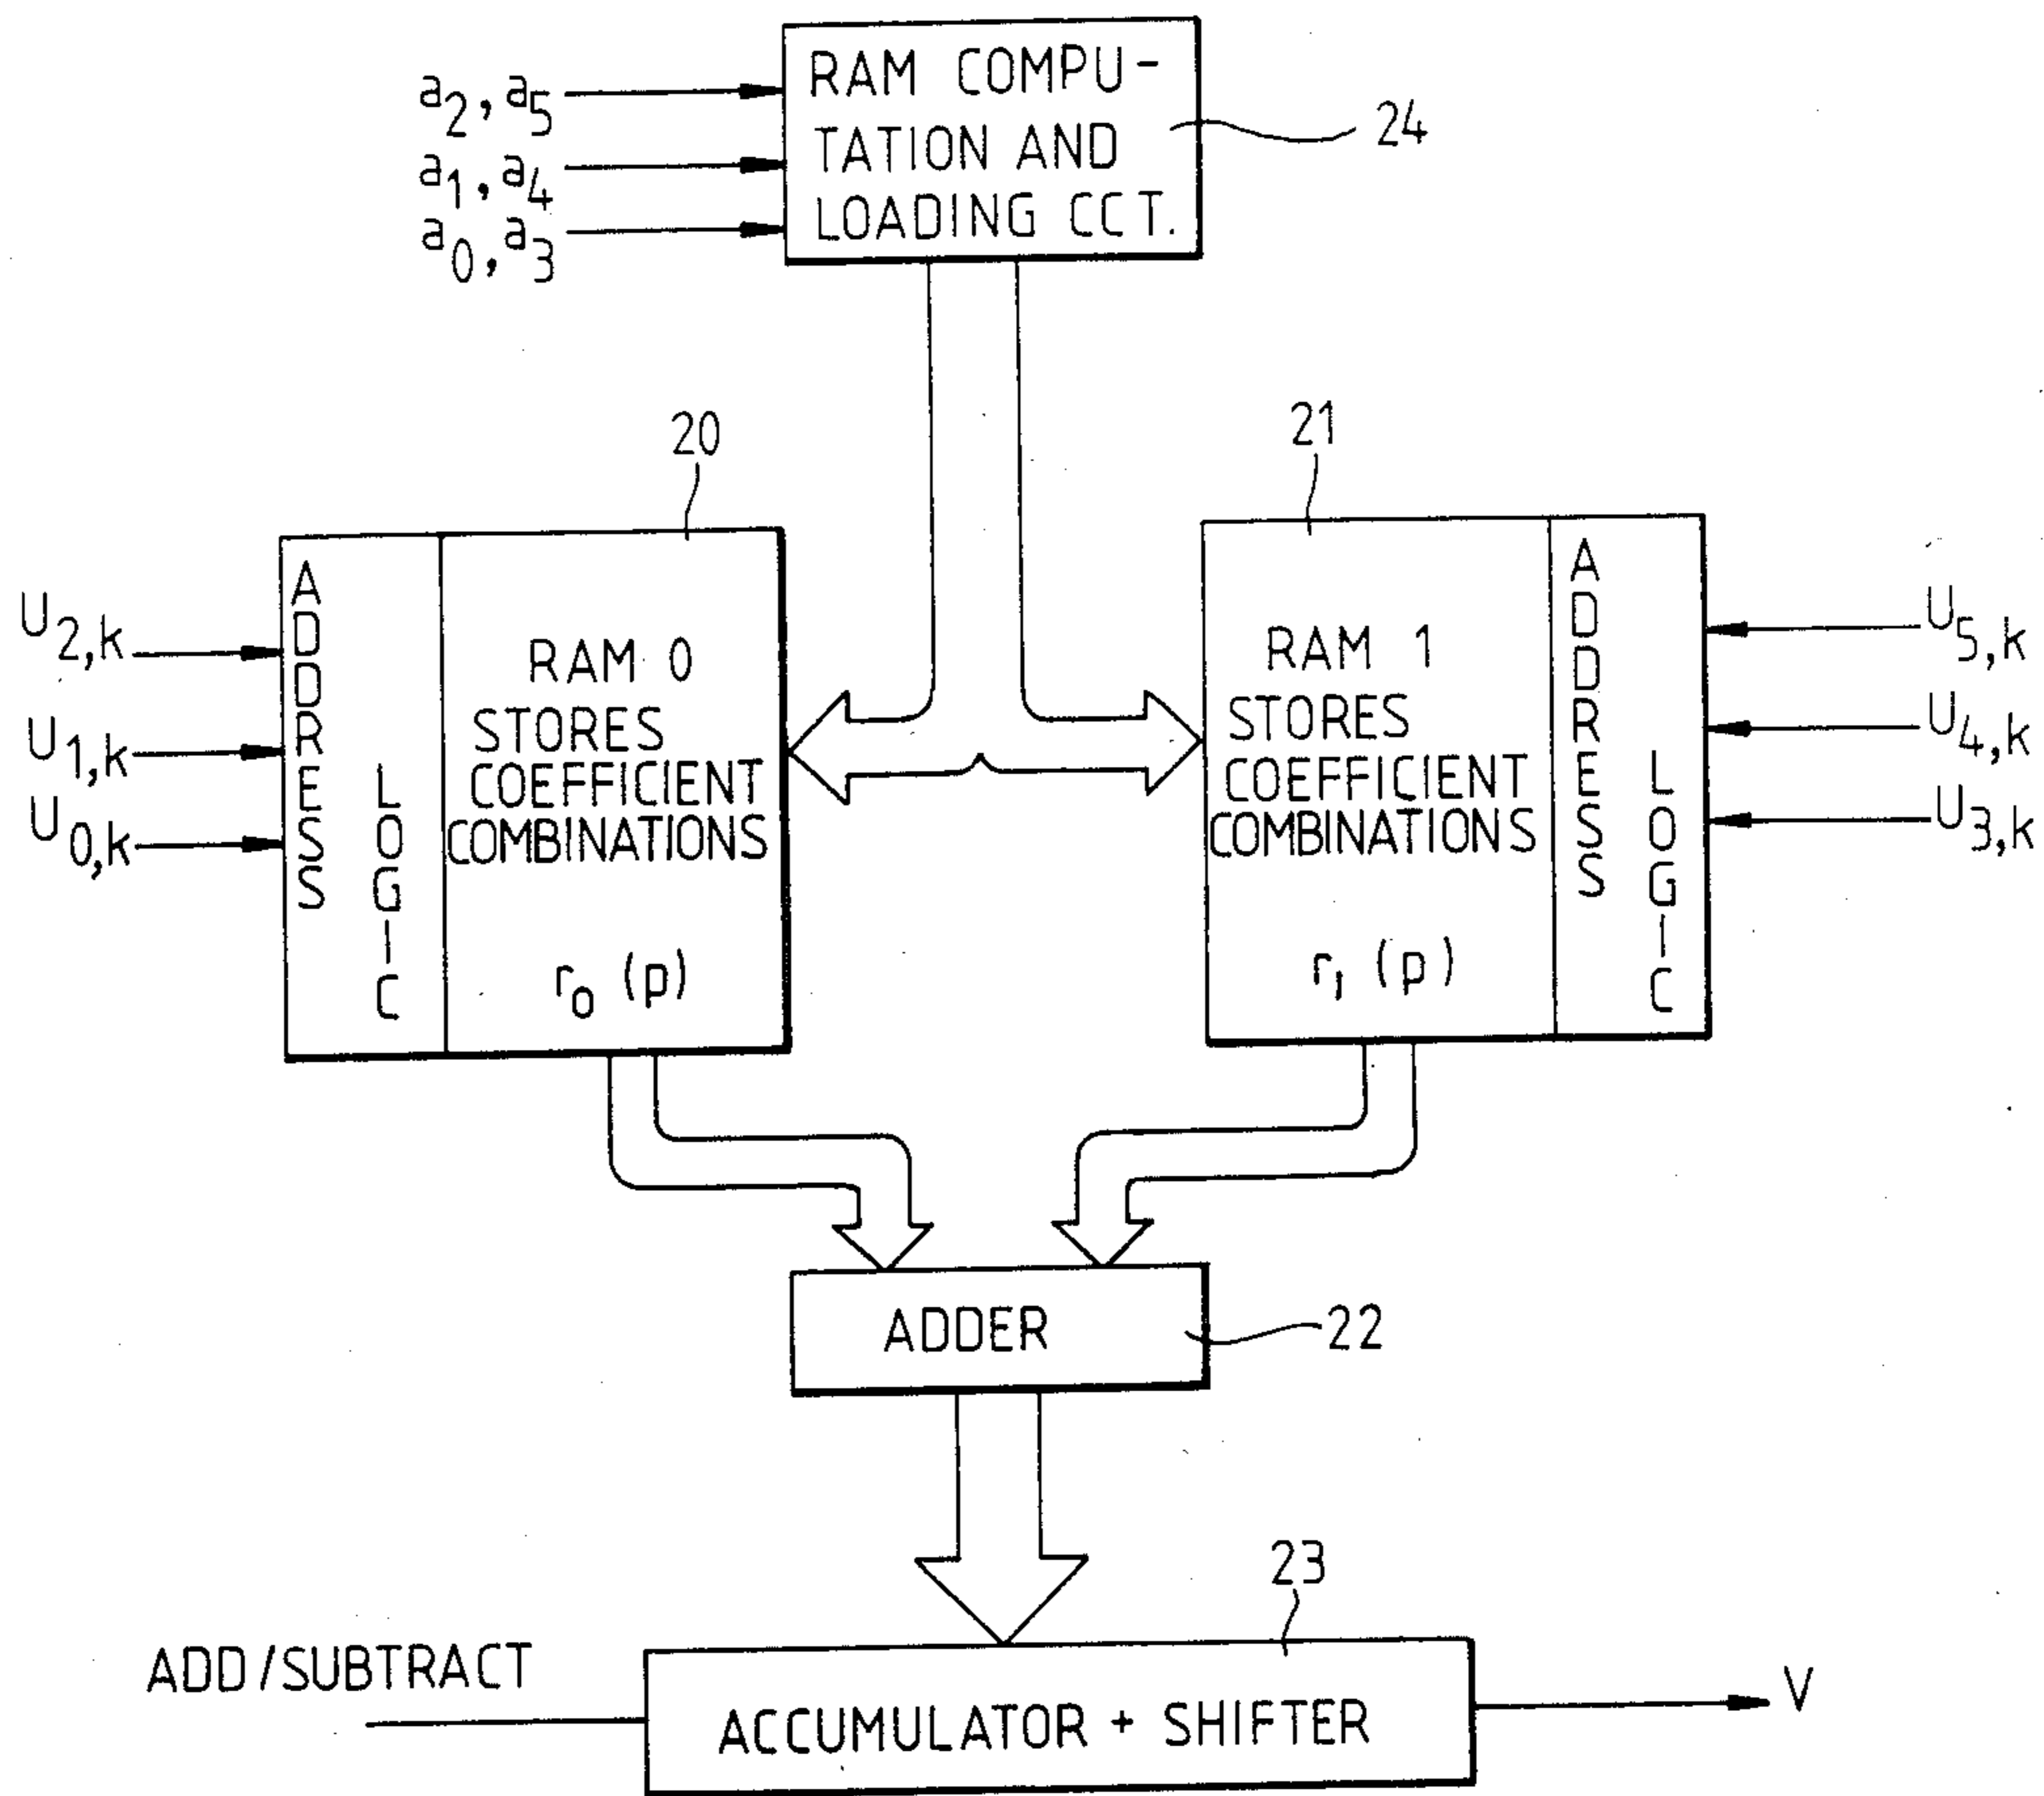 RAM COMPU-
TATION AND
LOADING CCT.
24
a2, a5
a1, a4
a0, a3
20
21
U2,k
U1,k
U0,k
ADDRESS
LOGIC
RAM 0
STORES
COEFFICIENT
COMBINATIONS
r0 (p)
RAM 1
STORES
COEFFICIENT
COMBINATIONS
r1 (p)
ADDRESS
LOGIC
U5,k
U4,k
U3,k
ADDER
22
23
ADD/SUBTRACT
ACCUMULATOR + SHIFTER
V